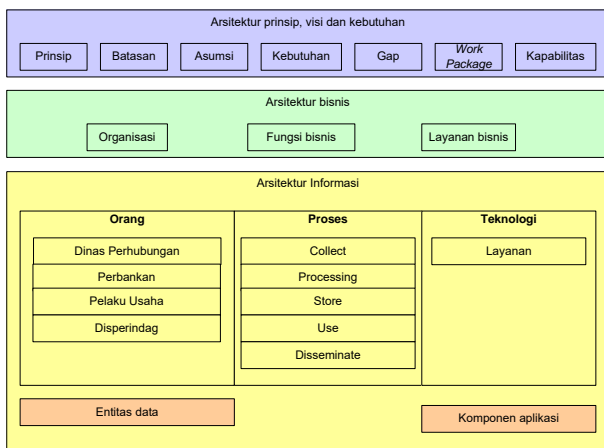 Arsitektur prinsip, visi dan kebutuhan
Prinsip
Batasan
Asumsi
Kebutuhan
Gap
Work
Package
Kapabilitas
Arsitektur bisnis
Organisasi
Fungsi bisnis
Layanan bisnis
Arsitektur Informasi
Orang
Dinas Perhubungan
Perbankan
Pelaku Usaha
Disperindag
Proses
Collect
Processing
Store
Use
Disseminate
Teknologi
Layanan
Entitas data
Komponen aplikasi